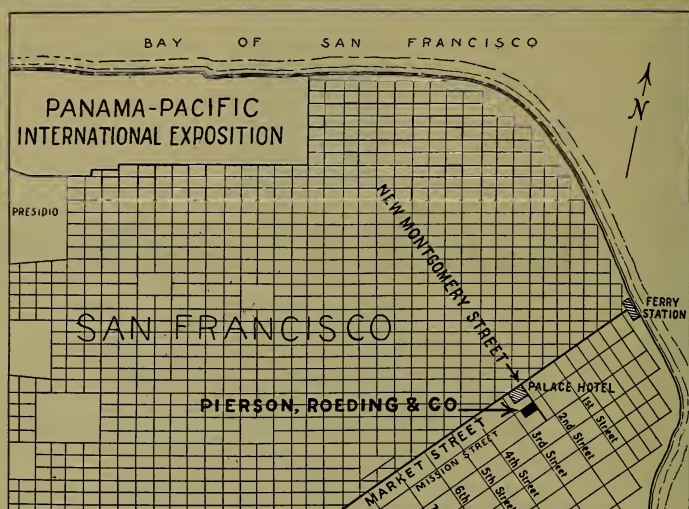 BAY OF SAN FRANCISCO
N
PANAMA-PACIFIC
INTERNATIONAL EXPOSITION
PRESIDIO
NEW MONTGOMERY STREET
SAN FRANCISCO
FERRY
STATION
PALACE HOTEL
PIERSON, ROEDING & CO.
MARKET STREET
MISSION STREET
1st Street
2nd Street
3rd Street
4th Street
5th Street
6th